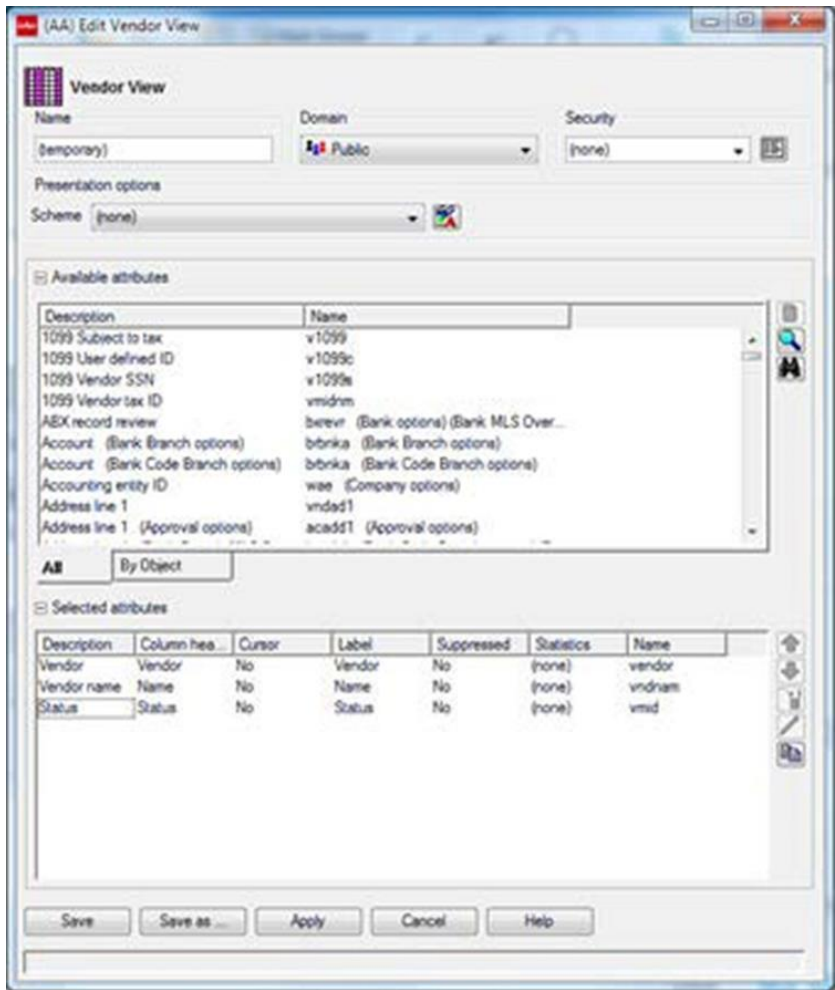 (AA) Edit Vendor View
Vendor View
Name Domain Security
(temporary) Public (none)
Presentation options
Scheme (none)
Available attributes
Description Name
1099 Subject to tax v1099
1099 User defined ID v1099c
1099 Vendor SSN v1099s
1099 Vendor tax ID vmidnm
ABX record review bxrevr (Bank options) (Bank MLS Over...
Account (Bank Branch options) brbnka (Bank Branch options)
Account (Bank Code Branch options) brbnka (Bank Code Branch options)
Accounting entity ID wae (Company options)
Address line 1 vndad1
Address line 1 (Approval options) acadd1 (Approval options)
All By Object
Selected attributes
Description Column hea... Cursor Label Suppressed Statistics Name
Vendor Vendor No Vendor No (none) vendor
Vendor name Name No Name No (none) vndnam
Status Status No Status No (none) vmid
Save Save as ... Apply Cancel Help